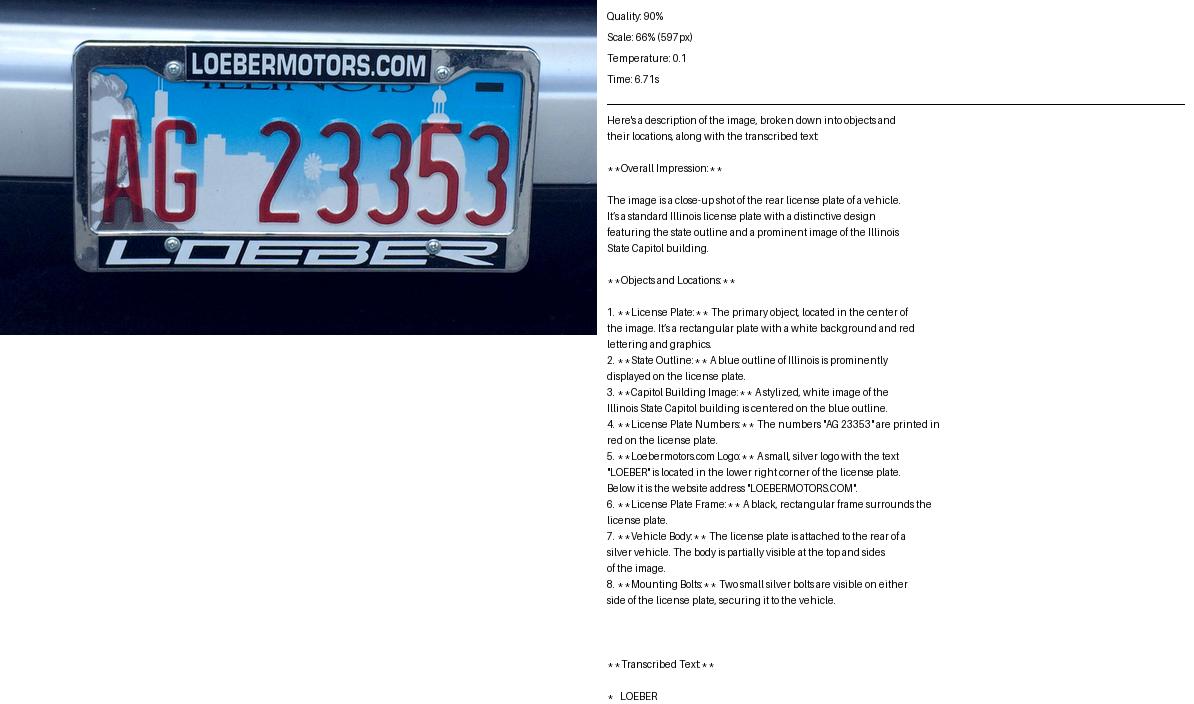 LOEBERMOTORS.COM
ILLINOIS
AG 23353
LOEBER
Quality: 90%
Scale: 66% (597px)
Temperature: 0.1
Time: 6.71s
Here's a description of the image, broken down into objects and
their locations, along with the transcribed text:
**Overall Impression:**
The image is a close-up shot of the rear license plate of a vehicle.
It's a standard Illinois license plate with a distinctive design
featuring the state outline and a prominent image of the Illinois
State Capitol building.
**Objects and Locations:**
1. **License Plate:** The primary object, located in the center of
the image. It's a rectangular plate with a white background and red
lettering and graphics.
2. **State Outline:** A blue outline of Illinois is prominently
displayed on the license plate.
3. **Capitol Building Image:** A stylized, white image of the
Illinois State Capitol building is centered on the blue outline.
4. **License Plate Numbers:** The numbers "AG 23353" are printed in
red on the license plate.
5. **Loebermotors.com Logo:** A small, silver logo with the text
"LOEBER" is located in the lower right corner of the license plate.
Below it is the website address "LOEBERMOTORS.COM".
6. **License Plate Frame:** A black, rectangular frame surrounds the
license plate.
7. **Vehicle Body:** The license plate is attached to the rear of a
silver vehicle. The body is partially visible at the top and sides
of the image.
8. **Mounting Bolts:** Two small silver bolts are visible on either
side of the license plate, securing it to the vehicle.
**Transcribed Text:**
* LOEBER